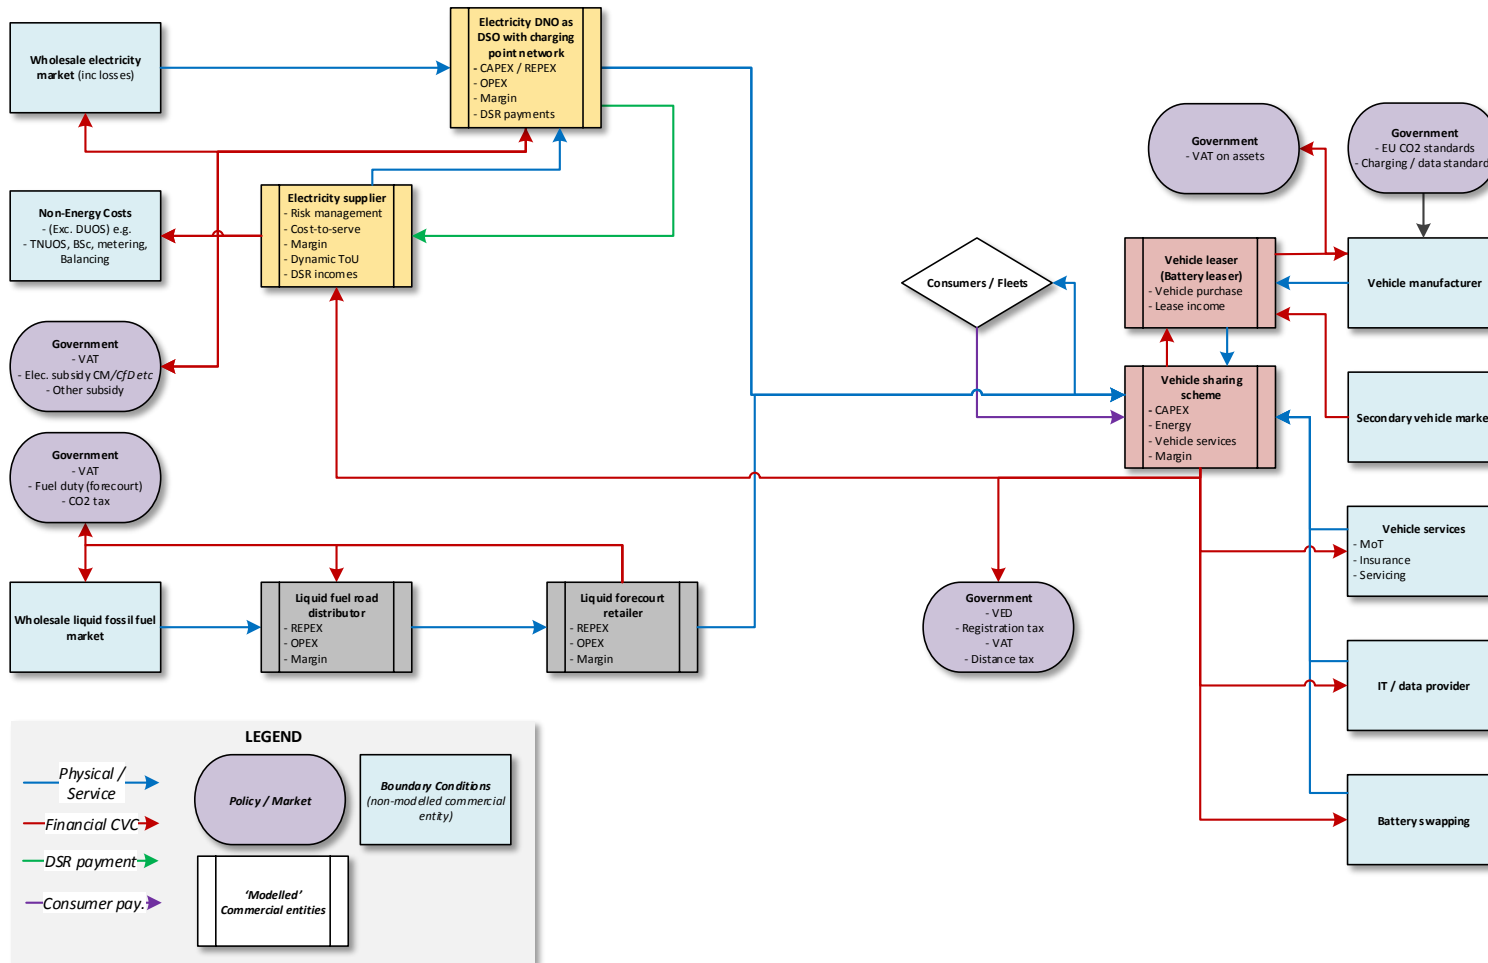 Wholesale electricity
market (inc losses)
Electricity DNO as
DSO with charging
point network
- CAPEX / REPEX
- OPEX
- Margin
- DSR payments
Non-Energy Costs
- (Exc. DUOS) e.g.
- TNUOS, BSc, metering,
Balancing
Electricity supplier
- Risk management
- Cost-to-serve
- Margin
- Dynamic ToU
- DSR incomes
Government
- VAT
- Elec. subsidy CM/CfD etc
- Other subsidy
Government
- VAT
- Fuel duty (forecourt)
- CO2 tax
Wholesale liquid fossil fuel
market
Liquid fuel road
distributor
- REPEX
- OPEX
- Margin
Liquid forecourt
retailer
- REPEX
- OPEX
- Margin
Consumers / Fleets
Government
- VAT on assets
Government
- EU CO2 standards
- Charging / data standard
Vehicle leaser
(Battery leaser)
- Vehicle purchase
- Lease income
Vehicle manufacturer
Vehicle sharing
scheme
- CAPEX
- Energy
- Vehicle services
- Margin
Secondary vehicle marke
Vehicle services
- MoT
- Insurance
- Servicing
Government
- VED
- Registration tax
- VAT
- Distance tax
IT / data provider
Battery swapping
LEGEND
Physical /
Service
Financial CVC
DSR payment
Consumer pay.
Policy / Market
Boundary Conditions
(non-modelled commercial
entity)
'Modelled'
Commercial entities